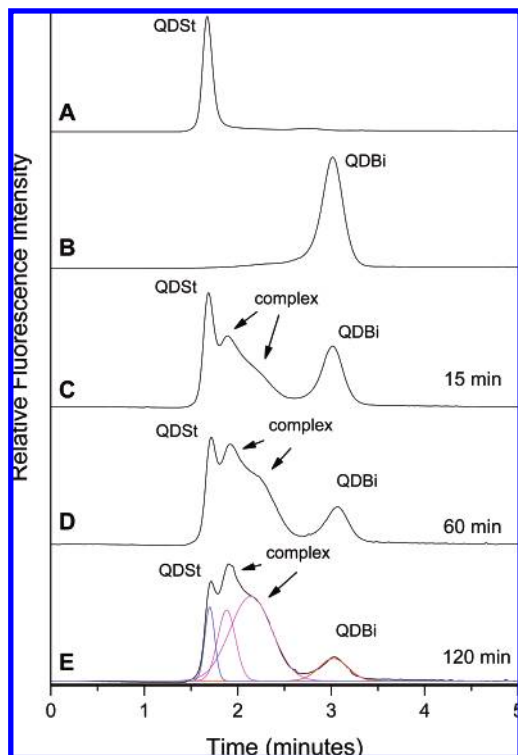 Relative Fluorescence Intensity
QDSt
A
QDBi
B
QDSt
complex
QDBi
C
15 min
QDSt
complex
QDBi
D
60 min
QDSt
complex
QDBi
E
120 min
0 1 2 3 4 5
Time (minutes)